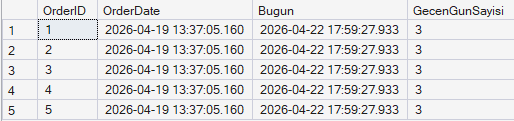 OrderID OrderDate Bugun GecenGunSayisi
1 1 2026-04-19 13:37:05.160 2026-04-22 17:59:27.933 3
2 2 2026-04-19 13:37:05.160 2026-04-22 17:59:27.933 3
3 3 2026-04-19 13:37:05.160 2026-04-22 17:59:27.933 3
4 4 2026-04-19 13:37:05.160 2026-04-22 17:59:27.933 3
5 5 2026-04-19 13:37:05.160 2026-04-22 17:59:27.933 3